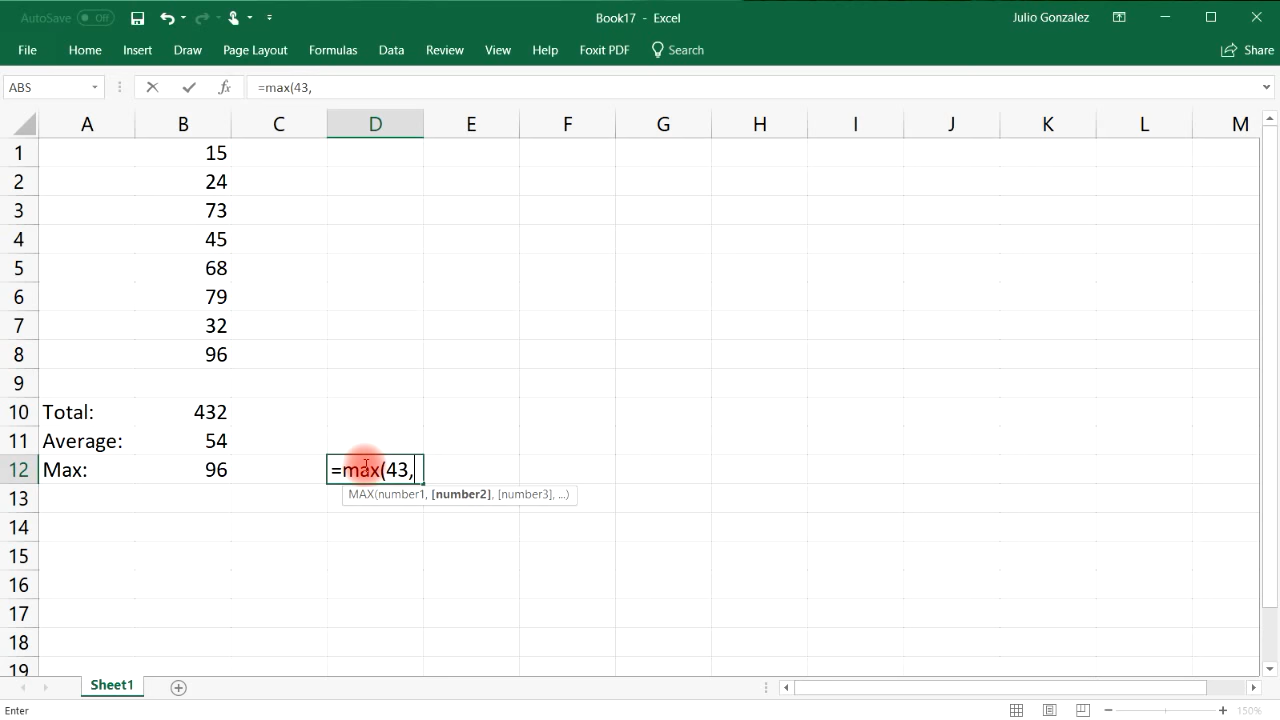 AutoSave Off Book17 - Excel Julio Gonzalez
File Home Insert Draw Page Layout Formulas Data Review View Help Foxit PDF Search Share
ABS fx =max(43,
A B C D E F G H I J K L M
1 15
2 24
3 73
4 45
5 68
6 79
7 32
8 96
9
10 Total: 432
11 Average: 54
12 Max: 96 =max(43,
13 MAX(number1, [number2], [number3], ...)
14
15
16
17
18
19
Sheet1
Enter 150%